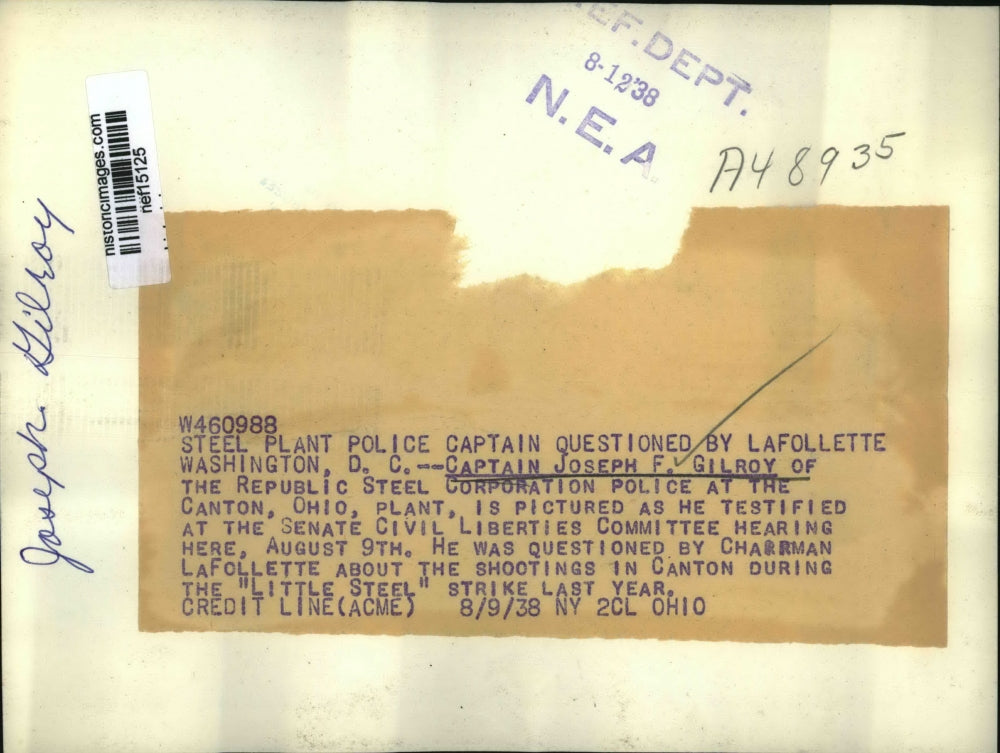 EF. DEPT.
8-12'38
N.E.A.
A48935
historicimages.com
nef15125
Joseph Gilroy
W460988
STEEL PLANT POLICE CAPTAIN QUESTIONED BY LAFOLLETTE
WASHINGTON, D. C.--CAPTAIN JOSEPH F. GILROY OF
THE REPUBLIC STEEL CORPORATION POLICE AT THE
CANTON, OHIO, PLANT, IS PICTURED AS HE TESTIFIED
AT THE SENATE CIVIL LIBERTIES COMMITTEE HEARING
HERE, AUGUST 9TH. HE WAS QUESTIONED BY CHARRMAN
LAFOLLETTE ABOUT THE SHOOTINGS IN CANTON DURING
THE "LITTLE STEEL" STRIKE LAST YEAR.
CREDIT LINE(ACME) 8/9/38 NY 2CL OHIO